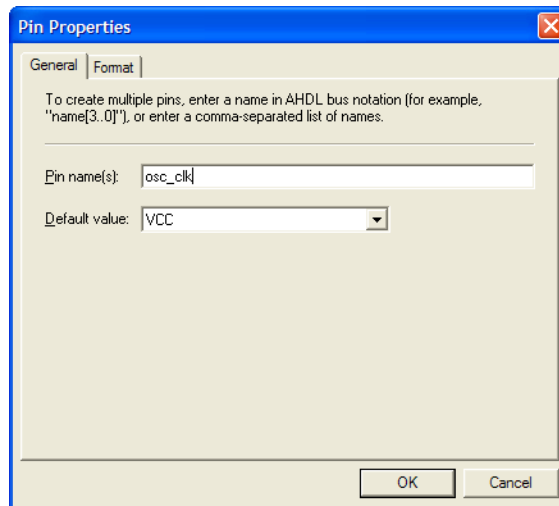 Pin Properties
General Format
To create multiple pins, enter a name in AHDL bus notation (for example,
"name[3..0]"), or enter a comma-separated list of names.
Pin name(s): osc_clk
Default value: VCC
OK Cancel